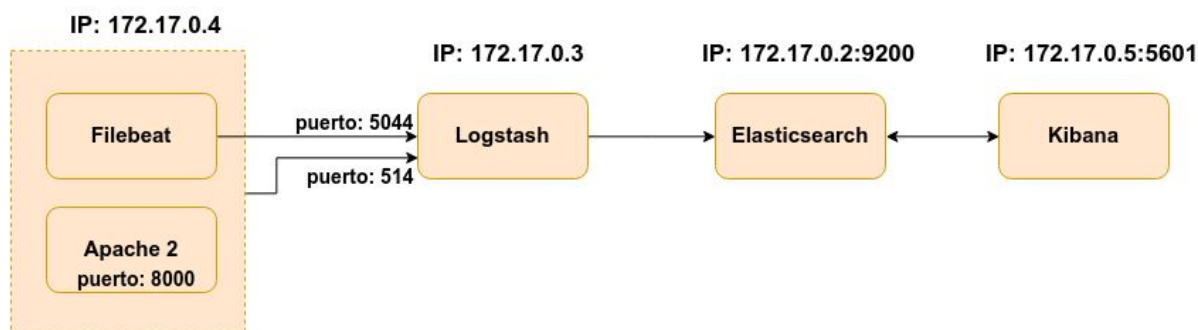 IP: 172.17.0.4
IP: 172.17.0.3
IP: 172.17.0.2:9200
IP: 172.17.0.5:5601
Filebeat
puerto: 5044
Logstash
Elasticsearch
Kibana
puerto: 514
Apache 2
puerto: 8000